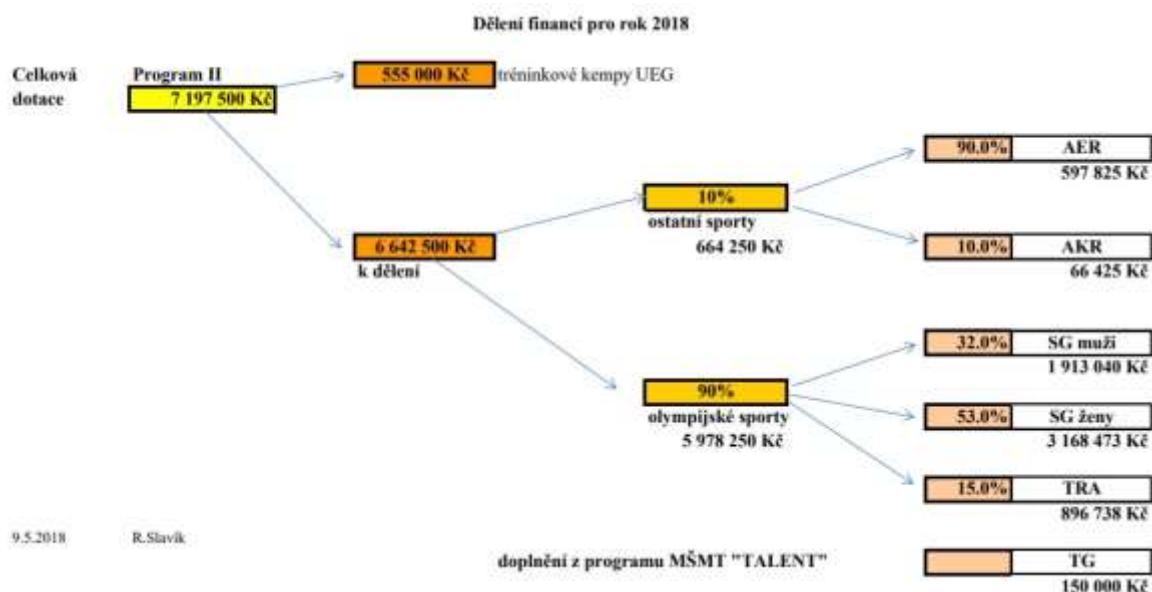 Dělení financí pro rok 2018
Celková dotace
Program II
7 197 500 Kč
555 000 Kč tréninkové kempy UEG
6 642 500 Kč
k dělení
10%
ostatní sporty
664 250 Kč
90%
olympijské sporty
5 978 250 Kč
90.0% AER
597 825 Kč
10.0% AKR
66 425 Kč
32.0% SG muži
1 913 040 Kč
53.0% SG ženy
3 168 473 Kč
15.0% TRA
896 738 Kč
9.5.2018 R.Slavík
doplnění z programu MŠMT "TALENT"
TG
150 000 Kč